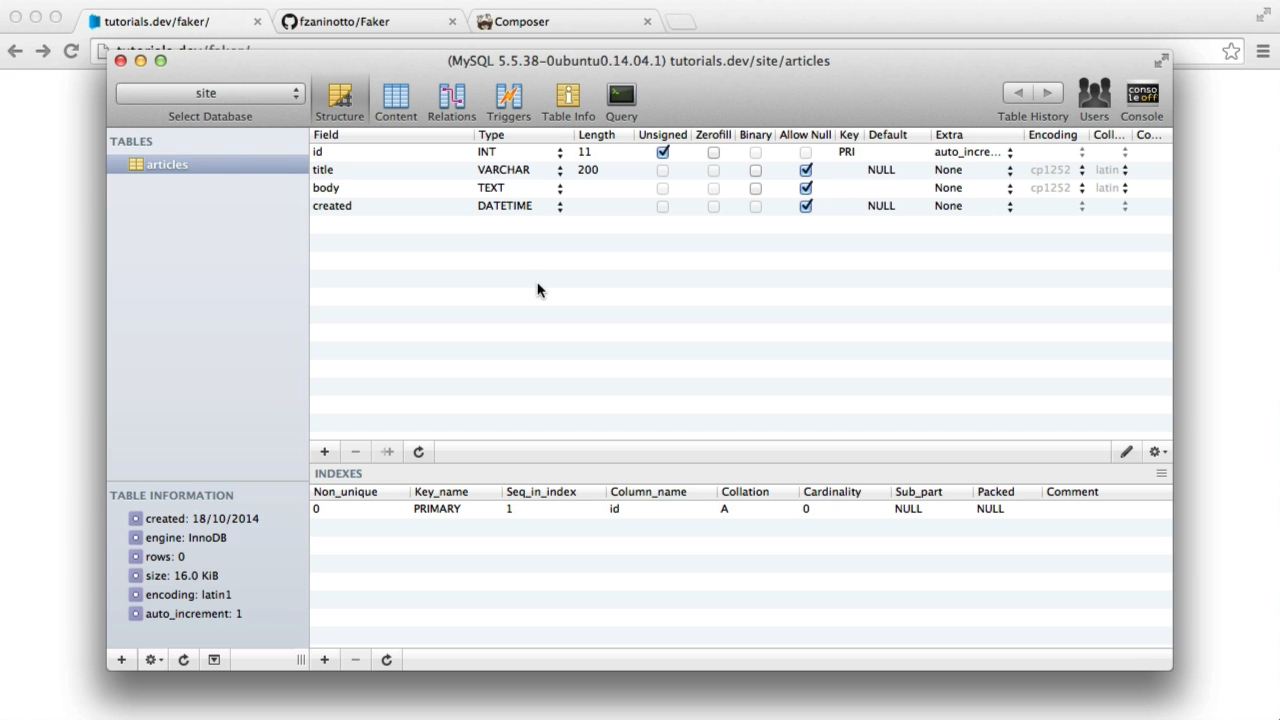 tutorials.dev/faker/ fzaninotto/Faker Composer
(MySQL 5.5.38-0ubuntu0.14.04.1) tutorials.dev/site/articles
site
Select Database Structure Content Relations Triggers Table Info Query Table History Users Console
console off
TABLES
articles
Field Type Length Unsigned Zerofill Binary Allow Null Key Default Extra Encoding Coll... Co...
id INT 11 PRI auto_incre...
title VARCHAR 200 NULL None cp1252 latin
body TEXT None cp1252 latin
created DATETIME NULL None
INDEXES
Non_unique Key_name Seq_in_index Column_name Collation Cardinality Sub_part Packed Comment
0 PRIMARY 1 id A 0 NULL NULL
TABLE INFORMATION
created: 18/10/2014
engine: InnoDB
rows: 0
size: 16.0 KiB
encoding: latin1
auto_increment: 1